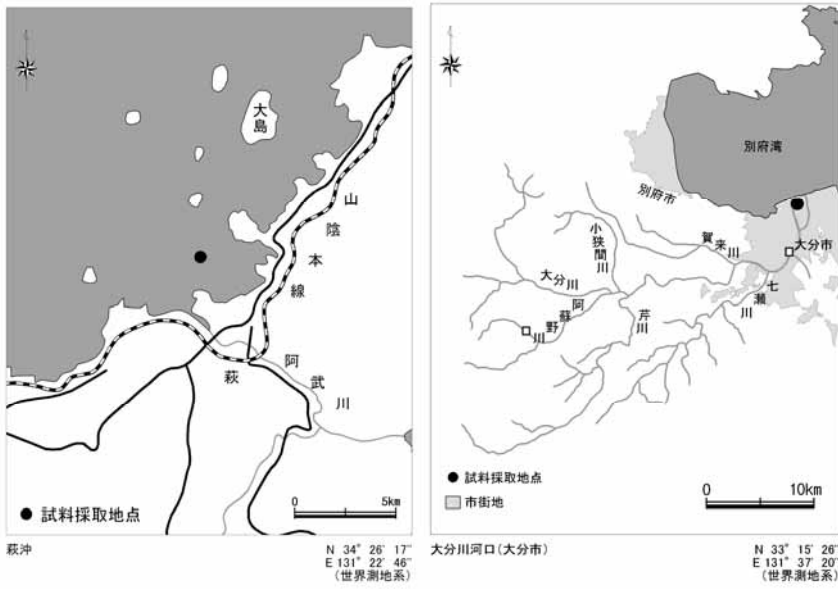 大島
山陰本線
萩
阿武川
● 試料採取地点
0 5km
萩沖
N 34° 26′ 17″
E 131° 22′ 46″
(世界測地系)
別府湾
別府市
大分市
賀来川
小狭間川
大分川
七瀬川
阿蘇野川
芹川
● 試料採取地点
市街地
0 10km
大分川河口(大分市)
N 33° 15′ 26″
E 131° 37′ 20″
(世界測地系)